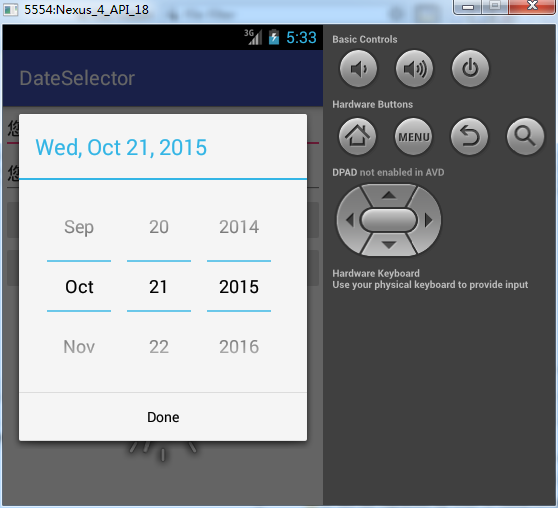 5554:Nexus_4_API_18
3G 5:33
DateSelector
您
您
Wed, Oct 21, 2015
Sep 20 2014
Oct 21 2015
Nov 22 2016
Done
Basic Controls
Hardware Buttons
MENU
DPAD not enabled in AVD
Hardware Keyboard
Use your physical keyboard to provide input